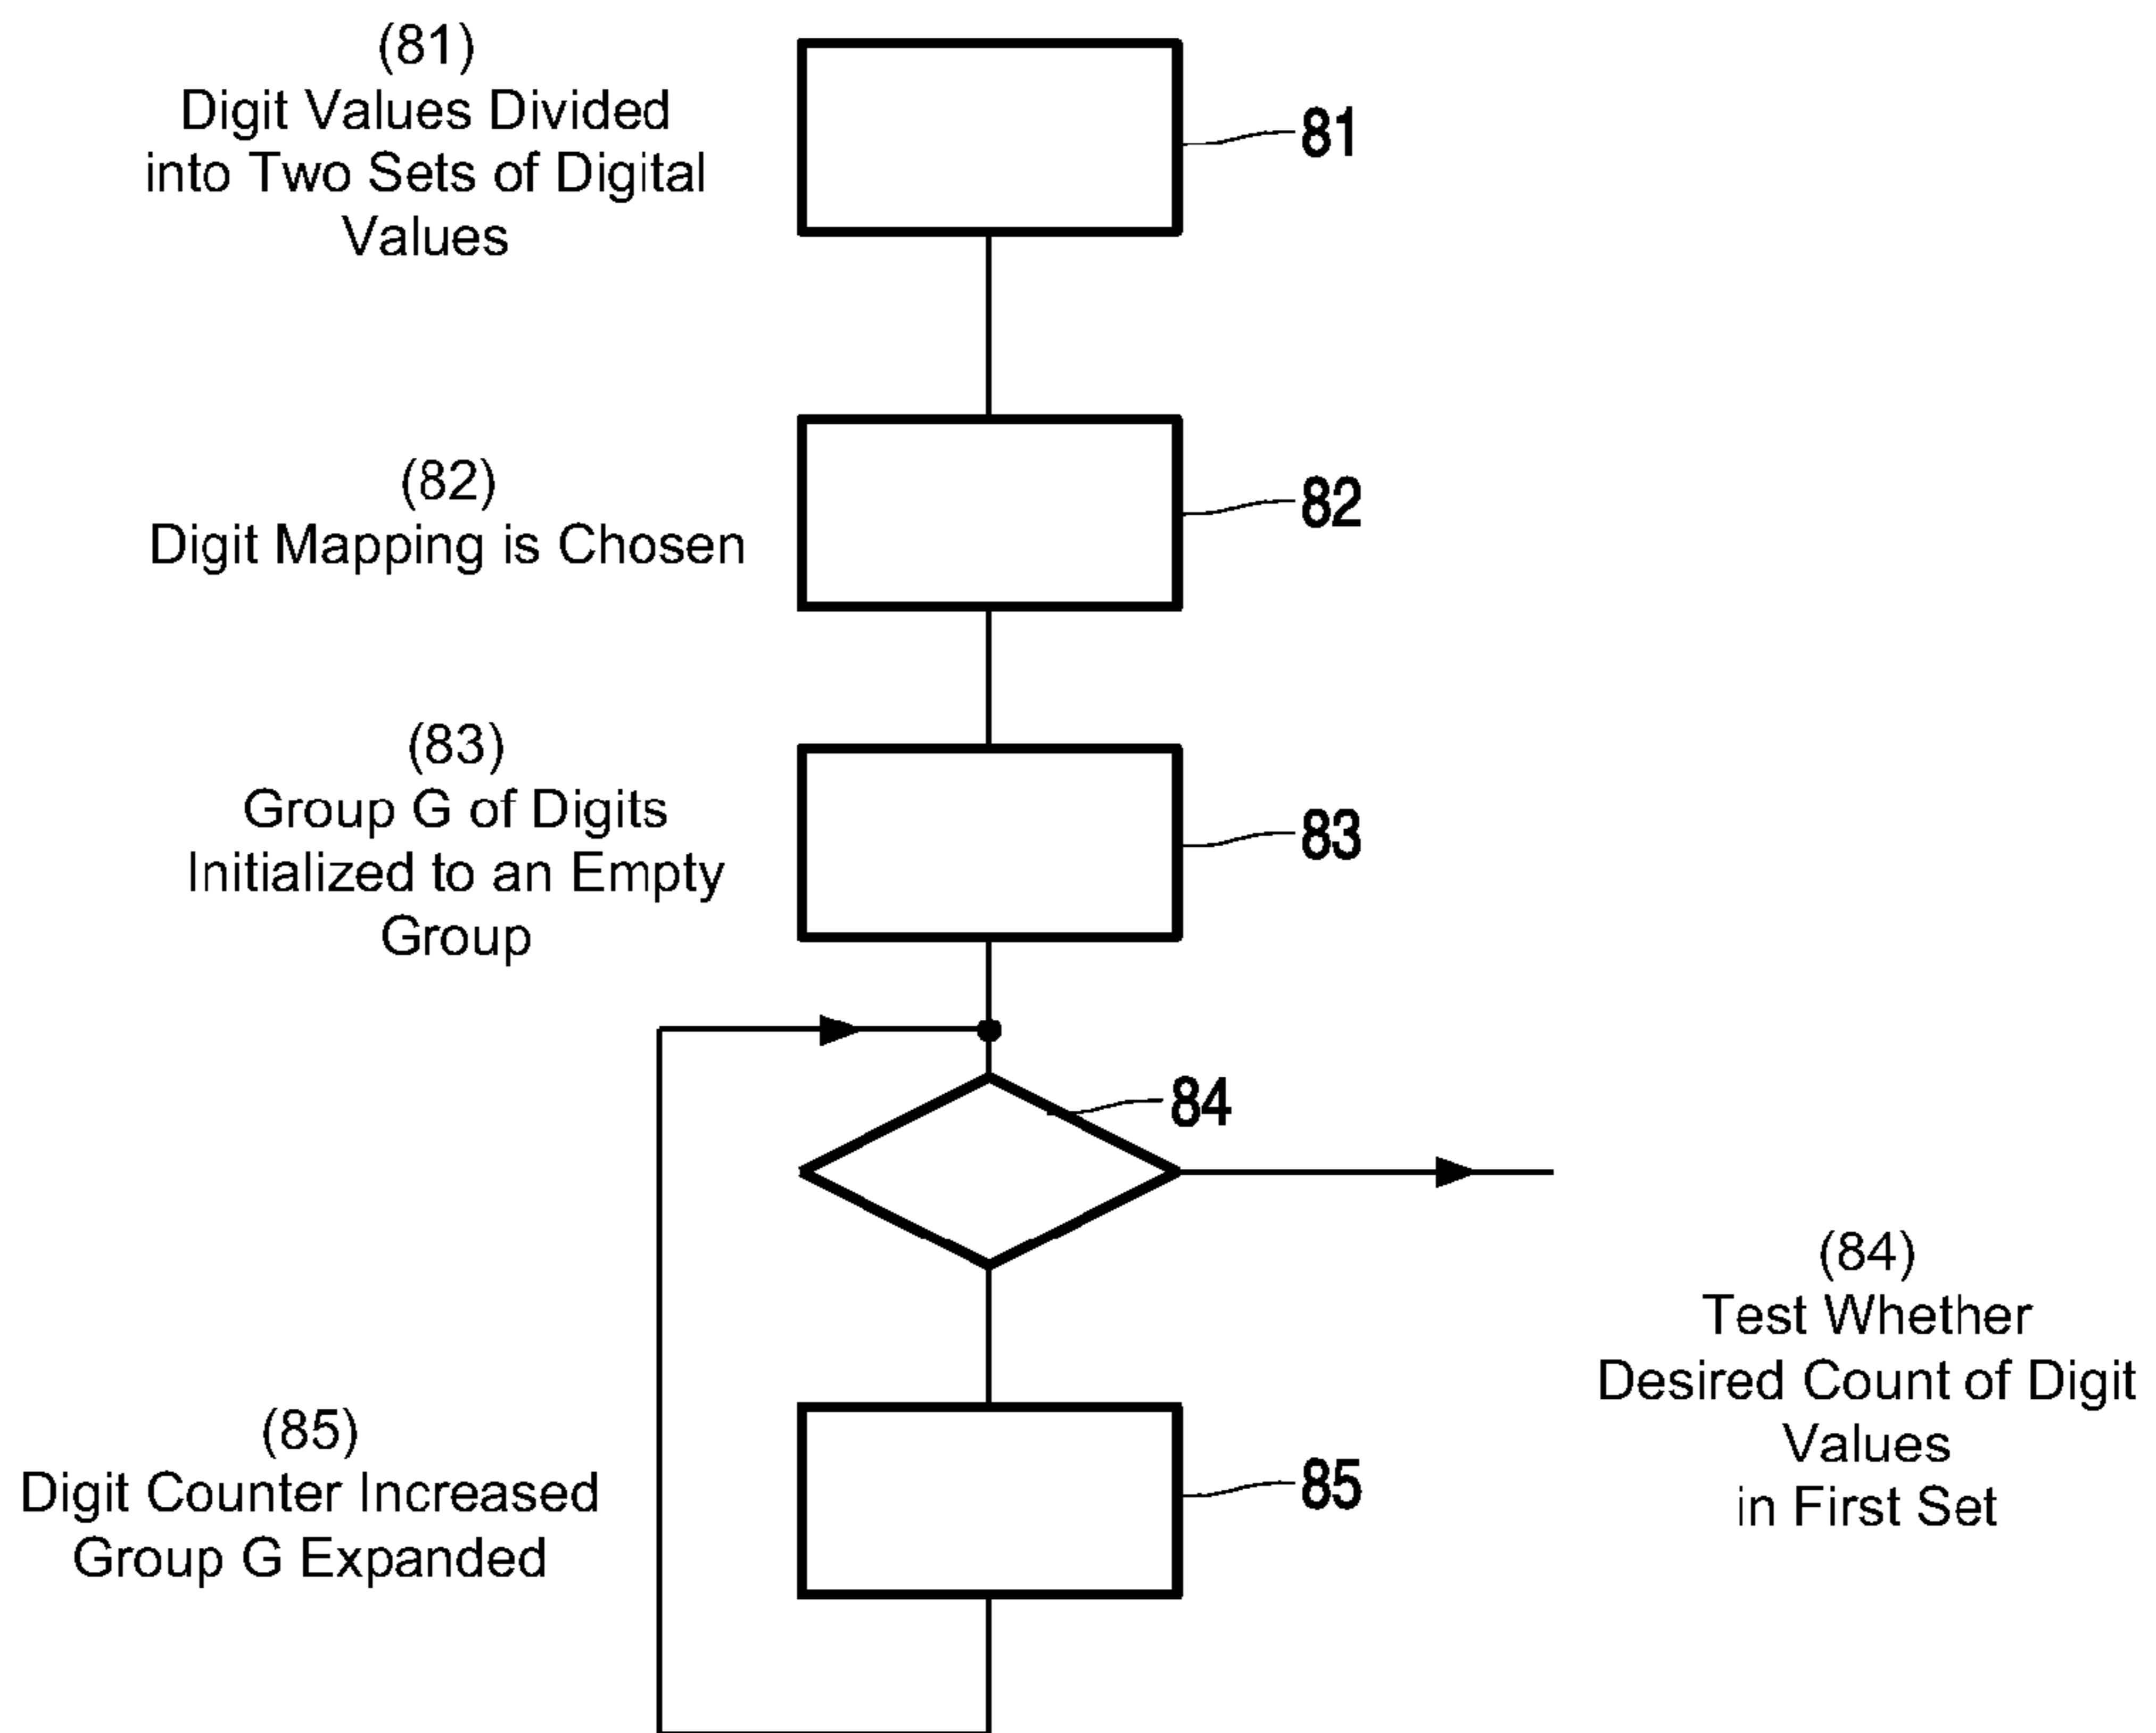 (81)
Digit Values Divided
into Two Sets of Digital
Values
81
(82)
Digit Mapping is Chosen
82
(83)
Group G of Digits
Initialized to an Empty
Group
83
84
(84)
Test Whether
Desired Count of Digit
Values
in First Set
(85)
Digit Counter Increased
Group G Expanded
85